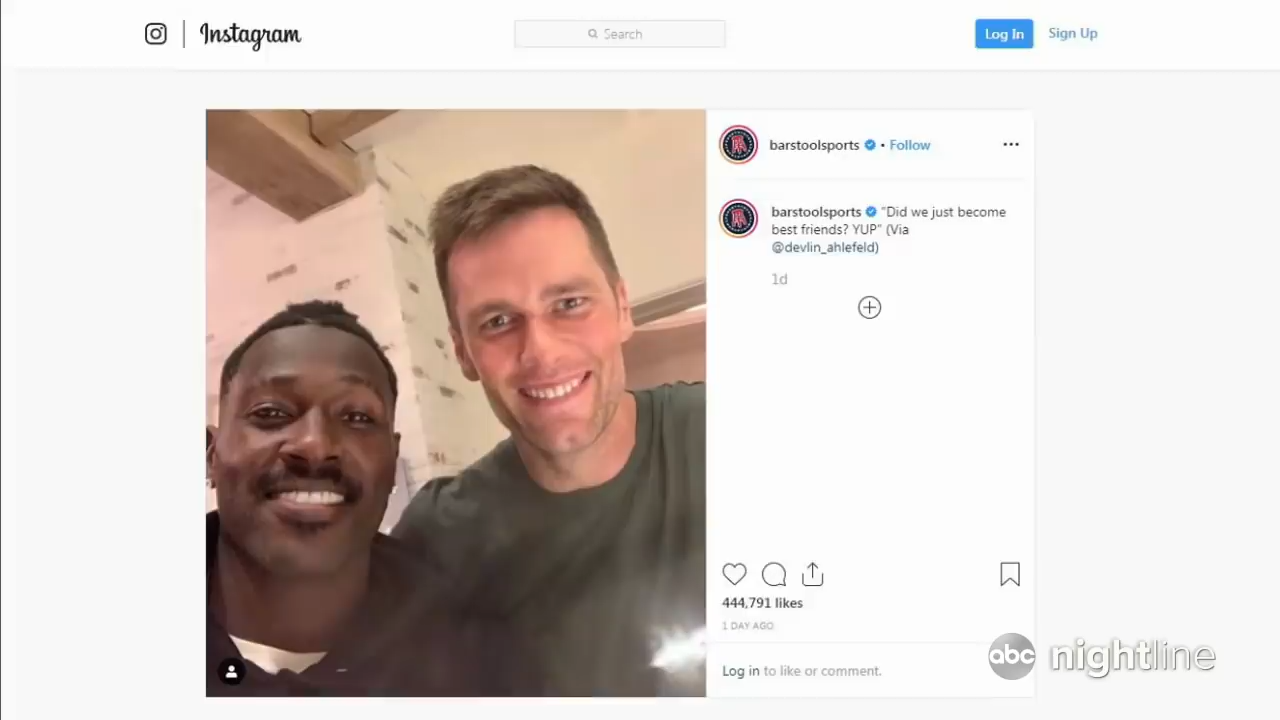 Instagram
Search
Log In
Sign Up
barstoolsports • Follow
barstoolsports "Did we just become
best friends? YUP" (Via
@devlin_ahlefeld)
1d
444,791 likes
1 DAY AGO
Log in to like or comment.
abc nightline